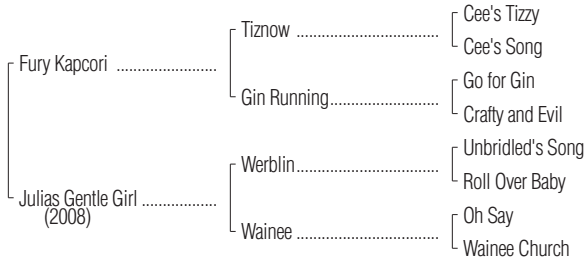 Cee's Tizzy
Tiznow ..........................................
Cee's Song
Fury Kapcori .............................
Go for Gin
Gin Running................................
Crafty and Evil
Unbridled's Song
Werblin..........................................
Roll Over Baby
Julias Gentle Girl ......................
(2008)
Oh Say
Wainee ..........................................
Wainee Church